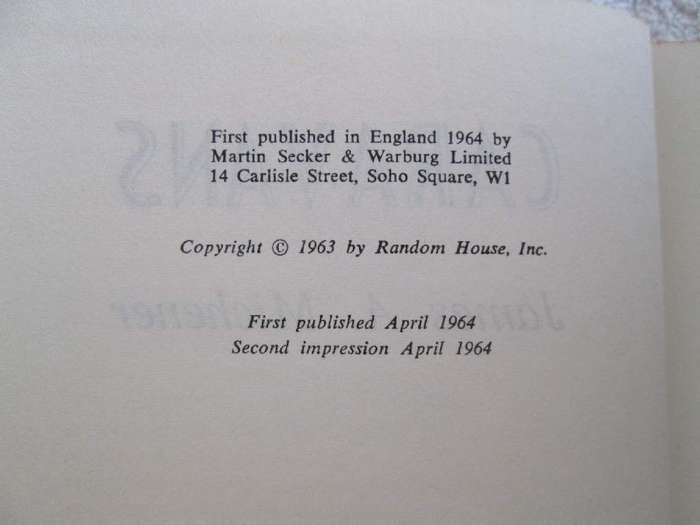 First published in England 1964 by
Martin Secker & Warburg Limited
14 Carlisle Street, Soho Square, W1
Copyright © 1963 by Random House, Inc.
First published April 1964
Second impression April 1964